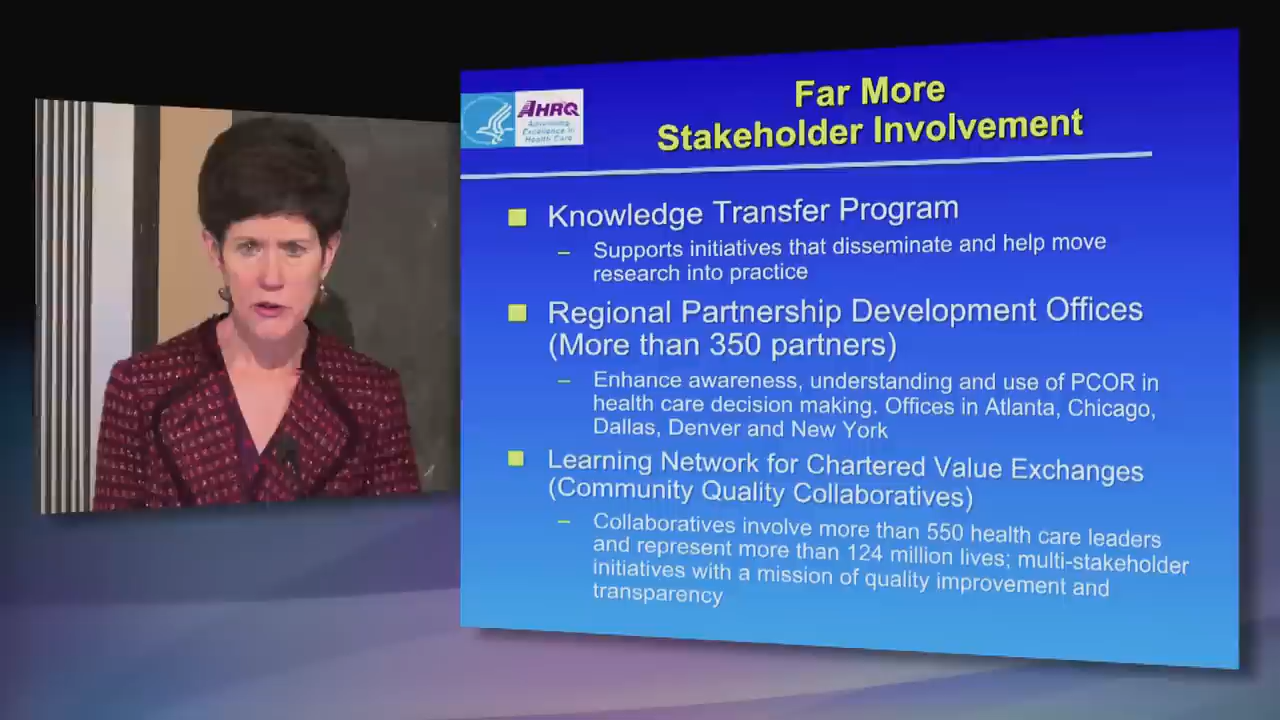 AHRQ
Advancing
Excellence in
Health Care
Far More
Stakeholder Involvement
Knowledge Transfer Program
– Supports initiatives that disseminate and help move
research into practice
Regional Partnership Development Offices
(More than 350 partners)
– Enhance awareness, understanding and use of PCOR in
health care decision making. Offices in Atlanta, Chicago,
Dallas, Denver and New York
Learning Network for Chartered Value Exchanges
(Community Quality Collaboratives)
– Collaboratives involve more than 550 health care leaders
and represent more than 124 million lives; multi-stakeholder
initiatives with a mission of quality improvement and
transparency